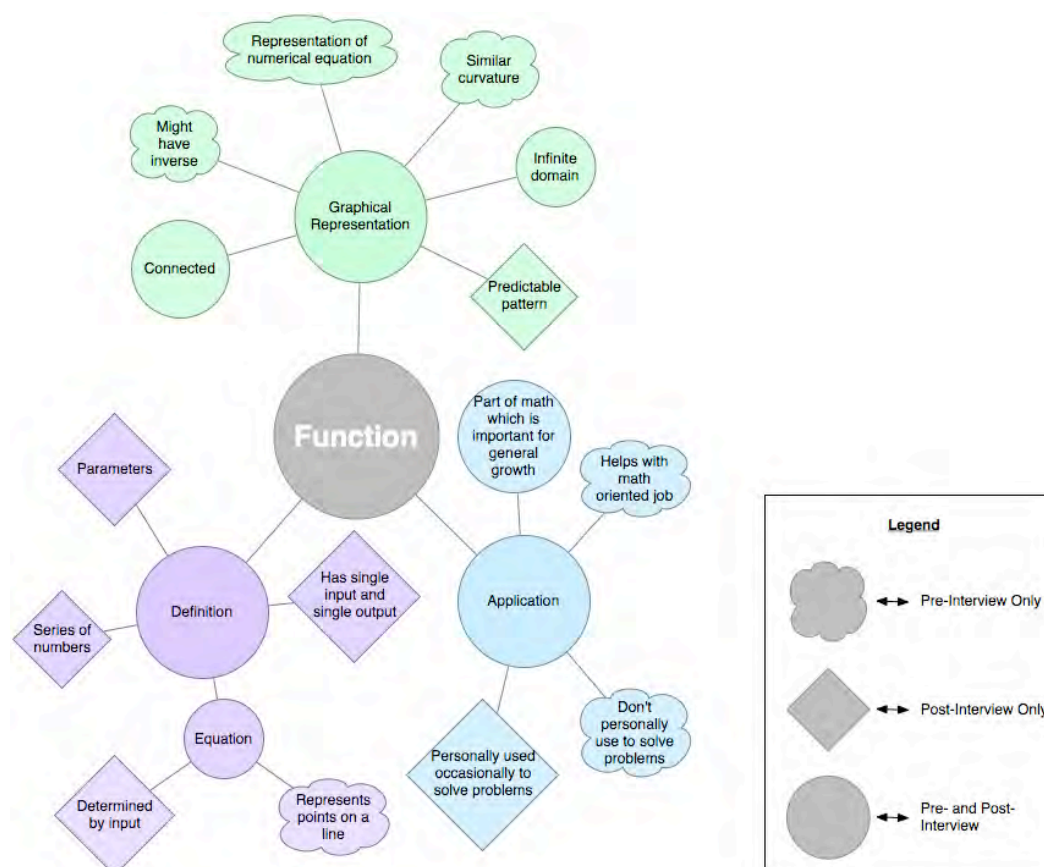 Representation of
numerical equation
Similar
curvature
Might
have
inverse
Infinite
domain
Graphical
Representation
Connected
Predictable
pattern
Function
Part of math
which is
important for
general
growth
Helps with
math
oriented job
Parameters
Has single
input and
single output
Definition
Application
Series of
numbers
Equation
Don't
personally
use to solve
problems
Personally used
occasionally to
solve problems
Determined
by input
Represents
points on a
line
Legend
Pre-Interview Only
Post-Interview Only
Pre- and Post-
Interview